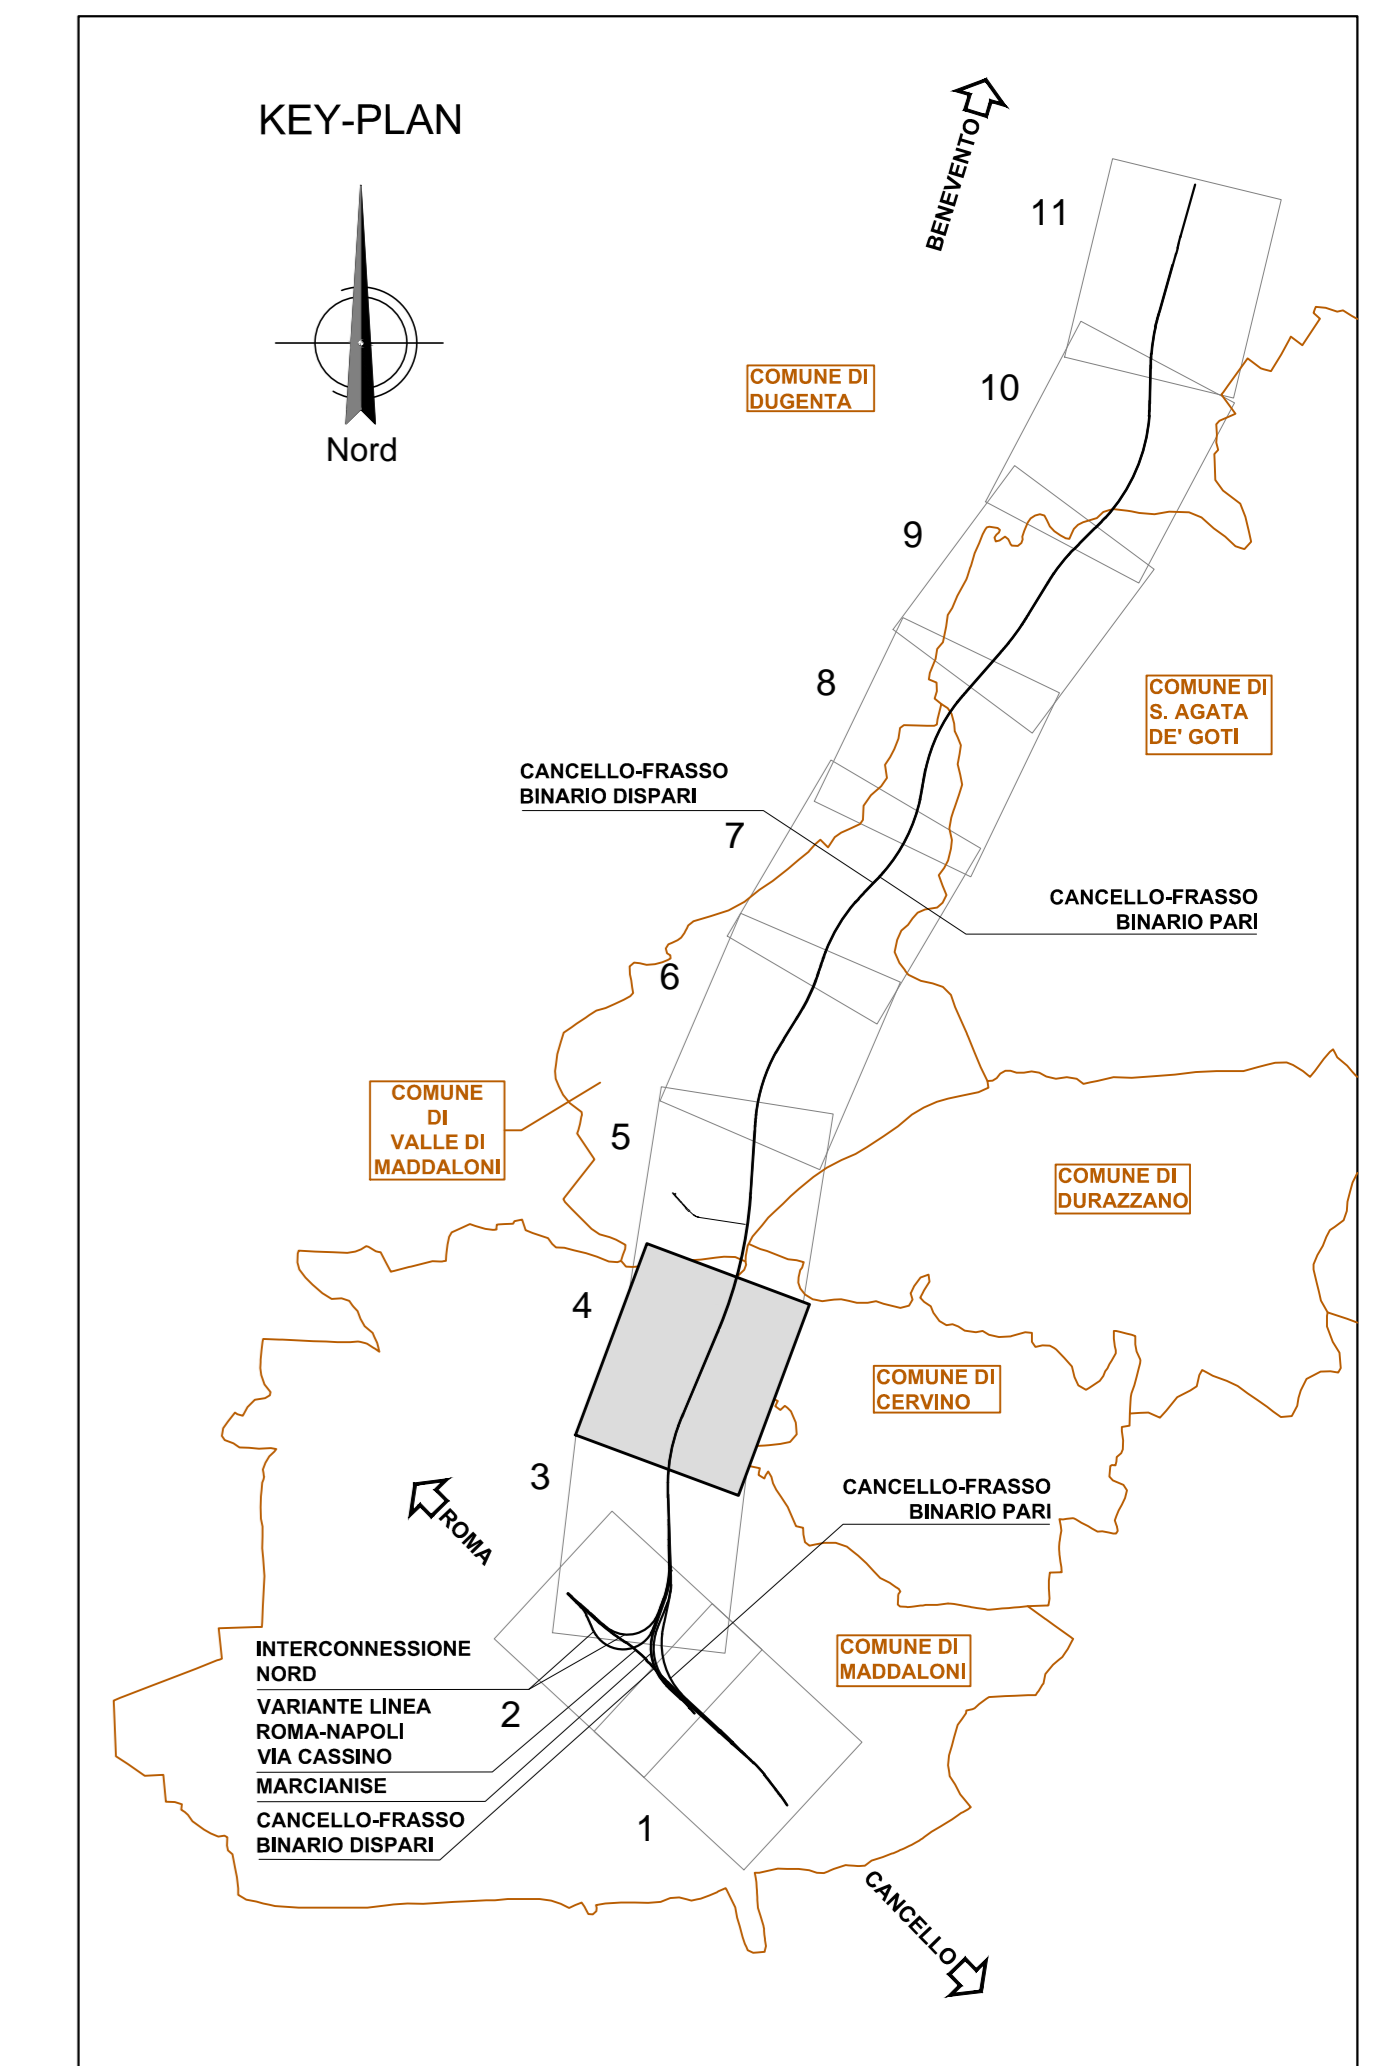 KEY-PLAN
Nord
BENEVENTO
11
10
COMUNE DI
DUGENTA
9
8
COMUNE DI
S. AGATA
DE' GOTI
CANCELLO-FRASSO
BINARIO DISPARI
7
CANCELLO-FRASSO
BINARIO PARI
6
COMUNE
DI
VALLE DI
MADDALONI
5
COMUNE DI
DURAZZANO
4
COMUNE DI
CERVINO
3
CANCELLO-FRASSO
BINARIO PARI
ROMA
COMUNE DI
MADDALONI
INTERCONNESSIONE
NORD
2
VARIANTE LINEA
ROMA-NAPOLI
VIA CASSINO
MARCIANISE
CANCELLO-FRASSO
BINARIO DISPARI
1
CANCELLO